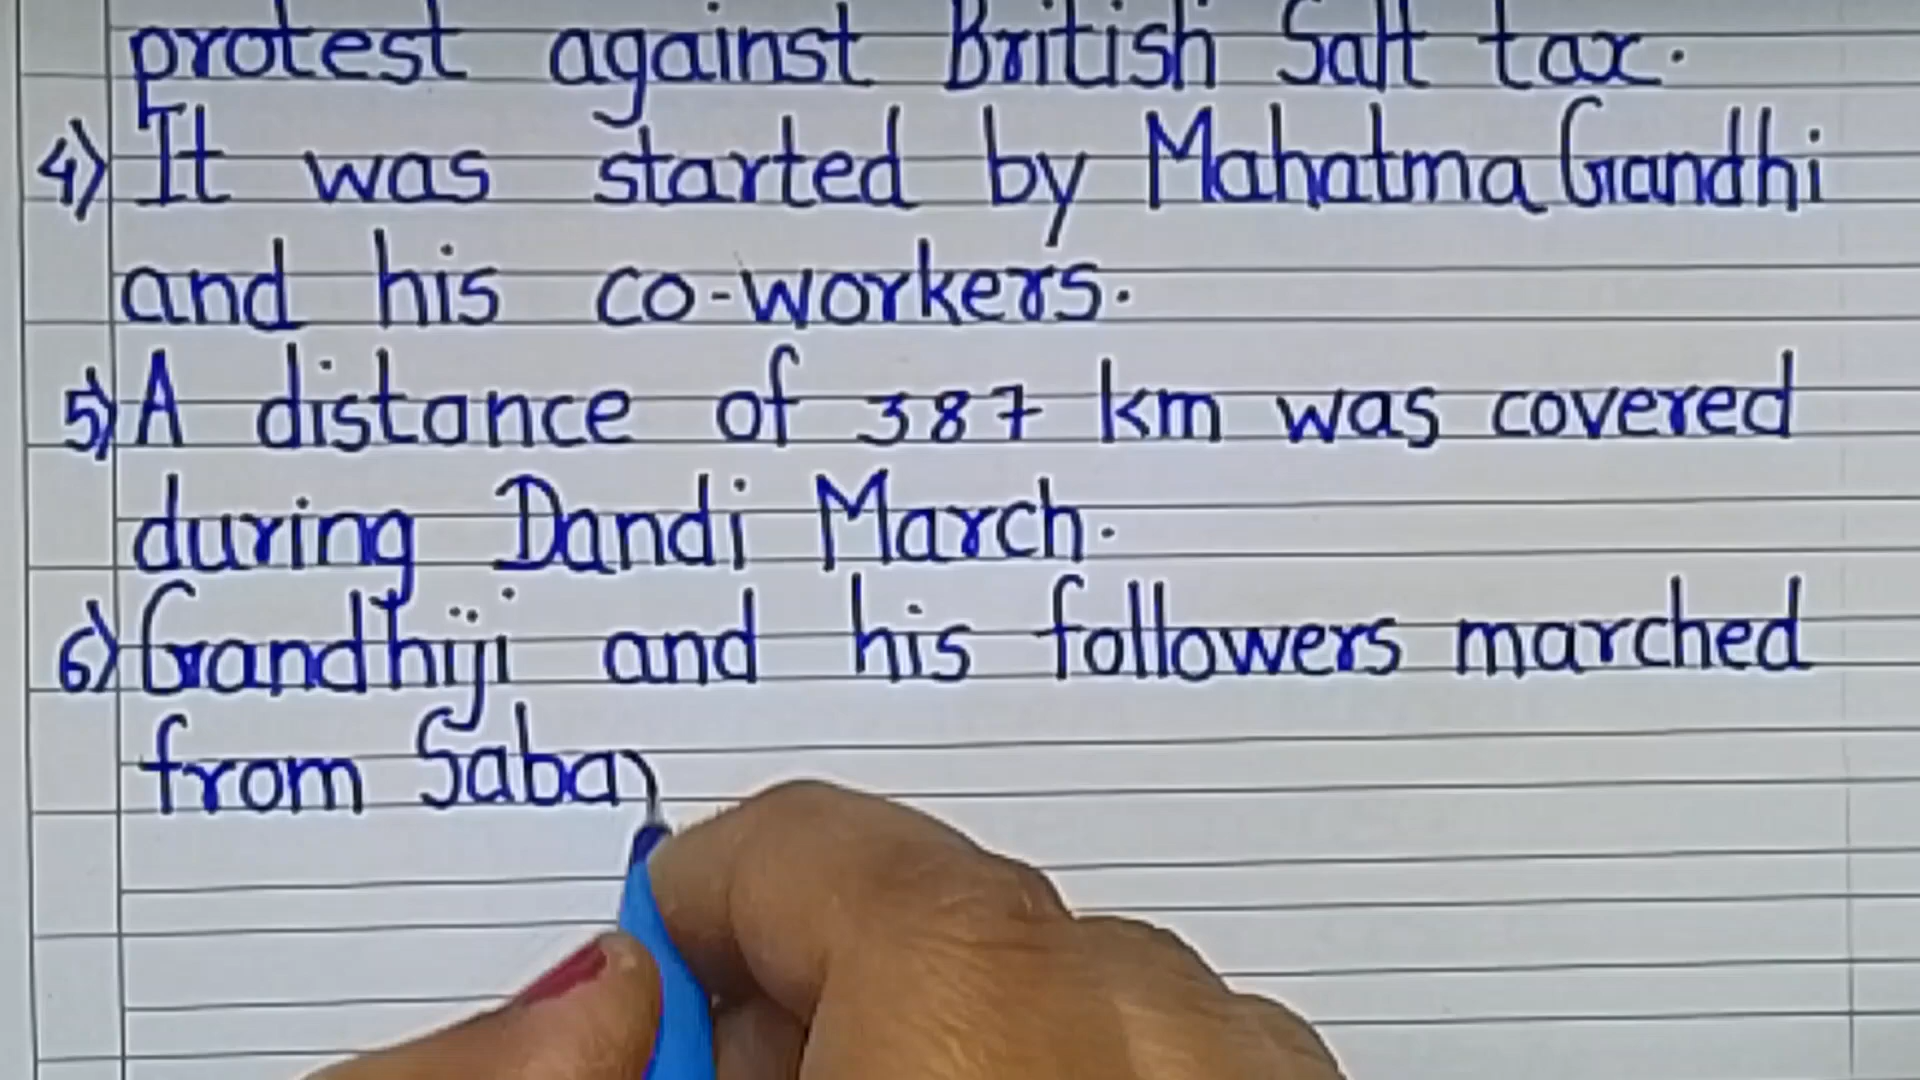 protest against British Salt tax.
4) It was started by Mahatma Gandhi
and his co-workers.
5) A distance of 387 km was covered
during Dandi March.
6) Gandhiji and his followers marched
from Saba